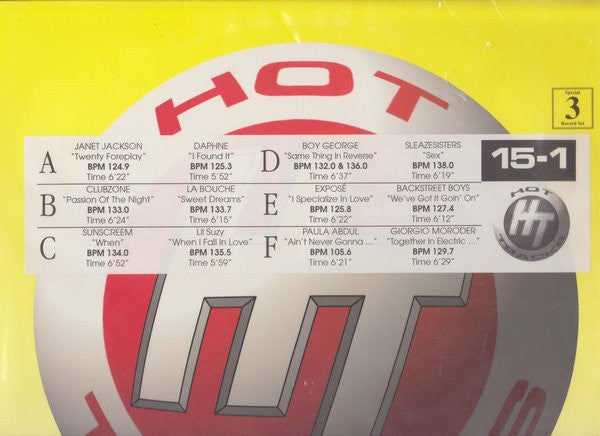 HOT
Special
3
Record Set
15-1
A
JANET JACKSON
"Twenty Foreplay"
BPM 124.9
Time 6'22"
DAPHNE
"I Found It"
BPM 125.3
Time 5'52"
D
BOY GEORGE
"Same Thing In Reverse"
BPM 132.0 & 136.0
Time 6'37"
SLEAZESISTERS
"Sex"
BPM 138.0
Time 6'19"
B
CLUBZONE
"Passion Of The Night"
BPM 133.0
Time 6'24"
LA BOUCHE
"Sweet Dreams"
BPM 133.7
Time 6'15"
E
EXPOSÉ
"I Specialize In Love"
BPM 125.8
Time 6'22"
BACKSTREET BOYS
"We've Got It Goin' On"
BPM 127.4
Time 6'12"
C
SUNSCREEM
"When"
BPM 134.0
Time 6'52"
Lil Suzy
"When I Fall In Love"
BPM 135.5
Time 5'59"
F
PAULA ABDUL
"Ain't Never Gonna ..."
BPM 105.6
Time 6'21"
GIORGIO MORODER
"Together In Electric ..."
BPM 129.7
Time 6'29"
HOT
HT
TRACKS
HT